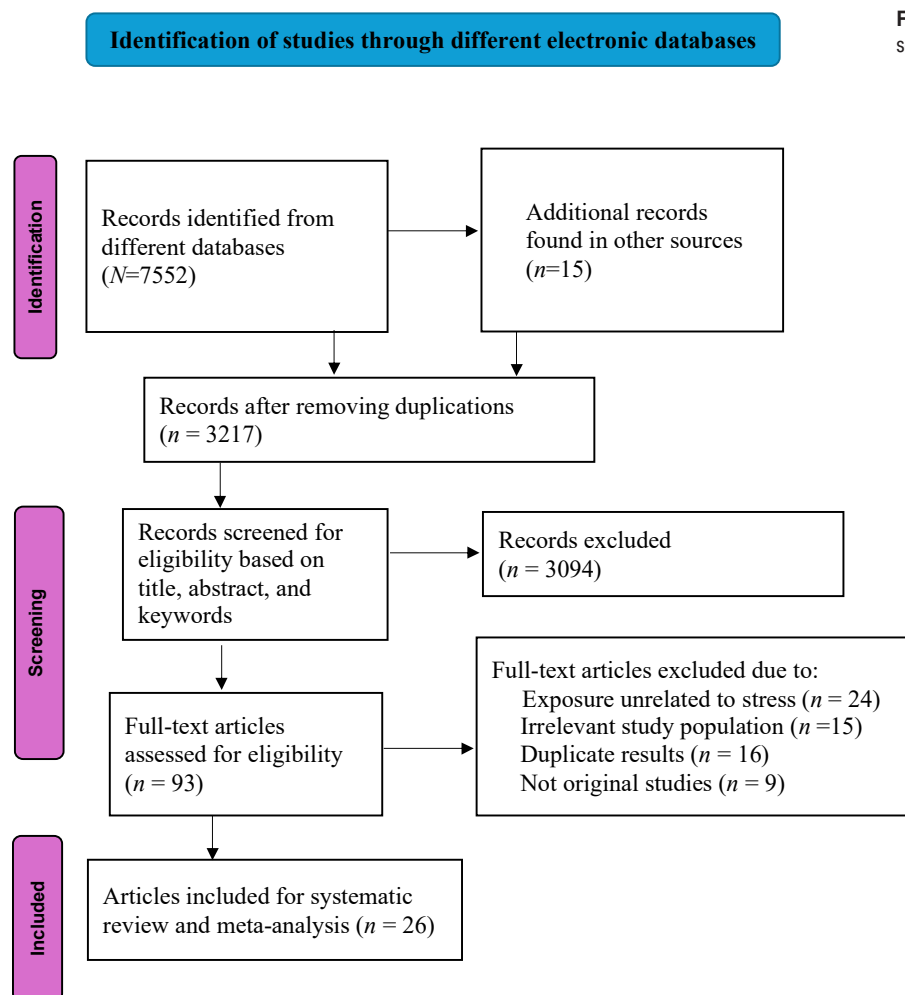 Identification of studies through different electronic databases
F
s
Identification
Records identified from
different databases
(N=7552)
Additional records
found in other sources
(n=15)
Records after removing duplications
(n = 3217)
Screening
Records screened for
eligibility based on
title, abstract, and
keywords
Records excluded
(n = 3094)
Full-text articles
assessed for eligibility
(n = 93)
Full-text articles excluded due to:
Exposure unrelated to stress (n = 24)
Irrelevant study population (n =15)
Duplicate results (n = 16)
Not original studies (n = 9)
Included
Articles included for systematic
review and meta-analysis (n = 26)